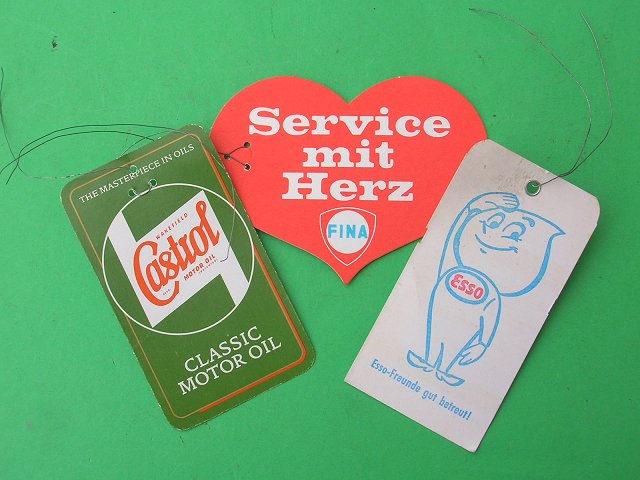 THE MASTERPIECE IN OILS
WAKEFIELD
Castrol
MOTOR OIL
CLASSIC
MOTOR OIL
Service
mit
Herz
FINA
Esso
Esso-Freunde gut betreut!